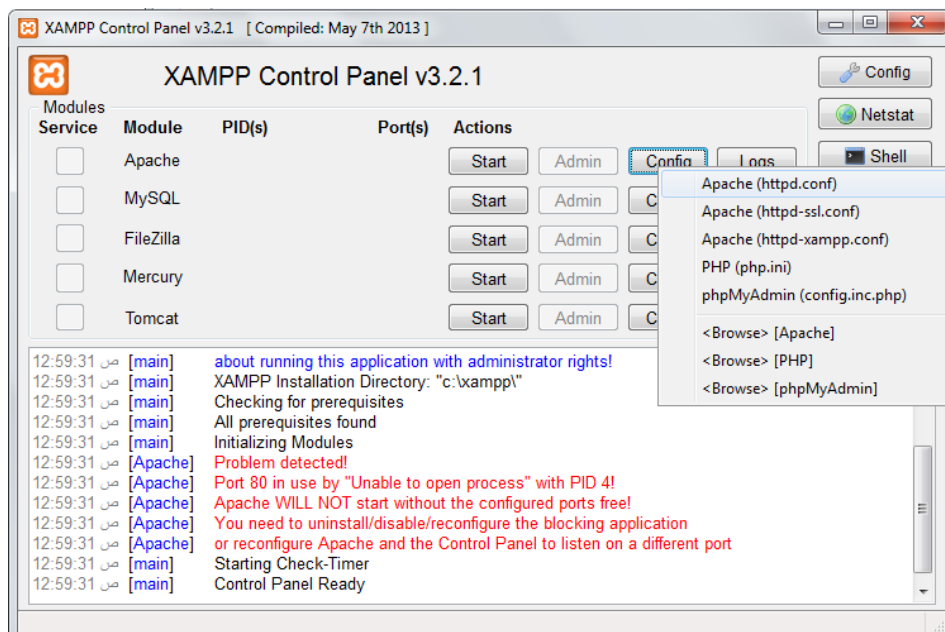 XAMPP Control Panel v3.2.1 [ Compiled: May 7th 2013 ]
XAMPP Control Panel v3.2.1
Config
Netstat
Shell
Modules
Service Module PID(s) Port(s) Actions
Apache Start Admin Config Logs
MySQL Start Admin C
FileZilla Start Admin C
Mercury Start Admin C
Tomcat Start Admin C
Apache (httpd.conf)
Apache (httpd-ssl.conf)
Apache (httpd-xampp.conf)
PHP (php.ini)
phpMyAdmin (config.inc.php)
<Browse> [Apache]
<Browse> [PHP]
<Browse> [phpMyAdmin]
12:59:31 ص [main] about running this application with administrator rights!
12:59:31 ص [main] XAMPP Installation Directory: "c:\xampp\"
12:59:31 ص [main] Checking for prerequisites
12:59:31 ص [main] All prerequisites found
12:59:31 ص [main] Initializing Modules
12:59:31 ص [Apache] Problem detected!
12:59:31 ص [Apache] Port 80 in use by "Unable to open process" with PID 4!
12:59:31 ص [Apache] Apache WILL NOT start without the configured ports free!
12:59:31 ص [Apache] You need to uninstall/disable/reconfigure the blocking application
12:59:31 ص [Apache] or reconfigure Apache and the Control Panel to listen on a different port
12:59:31 ص [main] Starting Check-Timer
12:59:31 ص [main] Control Panel Ready